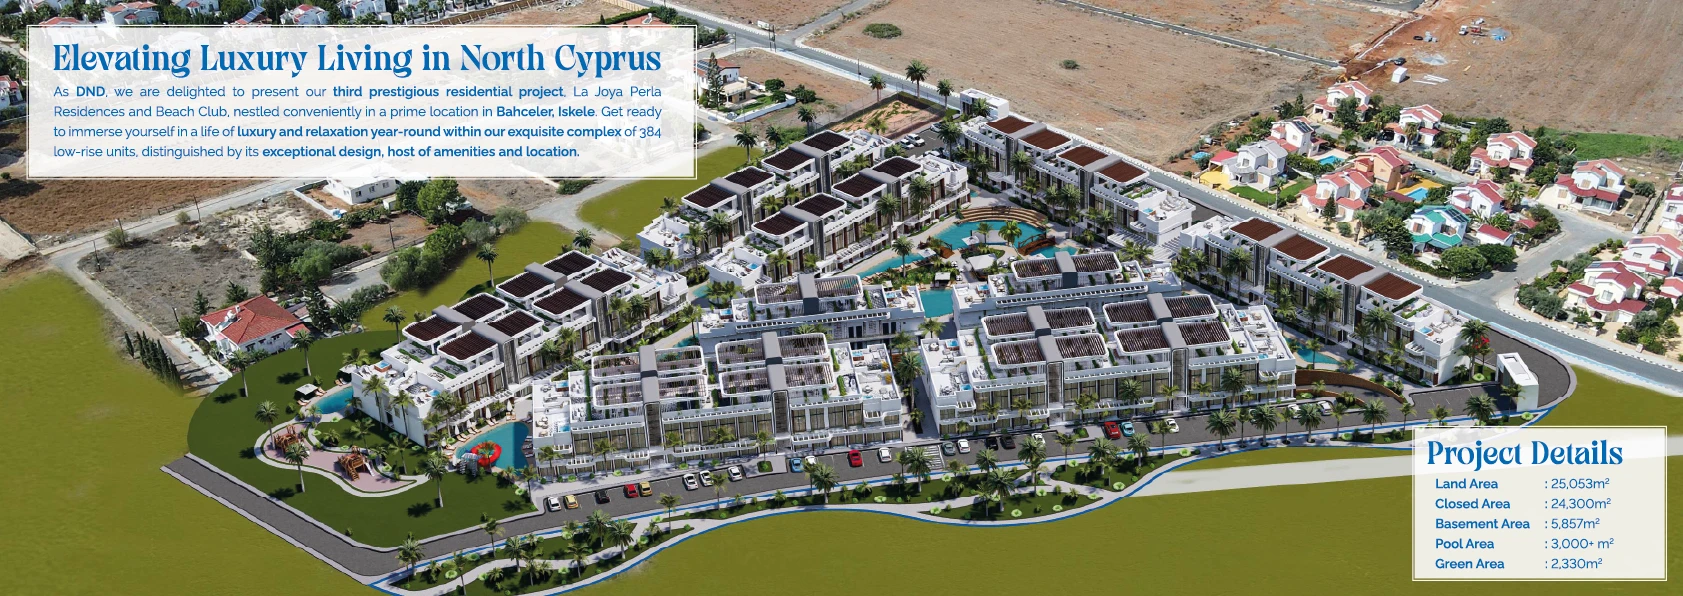 Elevating Luxury Living in North Cyprus
As DND, we are delighted to present our third prestigious residential project, La Joya Perla
Residences and Beach Club, nestled conveniently in a prime location in Bahceler, Iskele. Get ready
to immerse yourself in a life of luxury and relaxation year-round within our exquisite complex of 384
low-rise units, distinguished by its exceptional design, host of amenities and location.
Project Details
Land Area : 25,053m²
Closed Area : 24,300m²
Basement Area : 5,857m²
Pool Area : 3,000+ m²
Green Area : 2,330m²